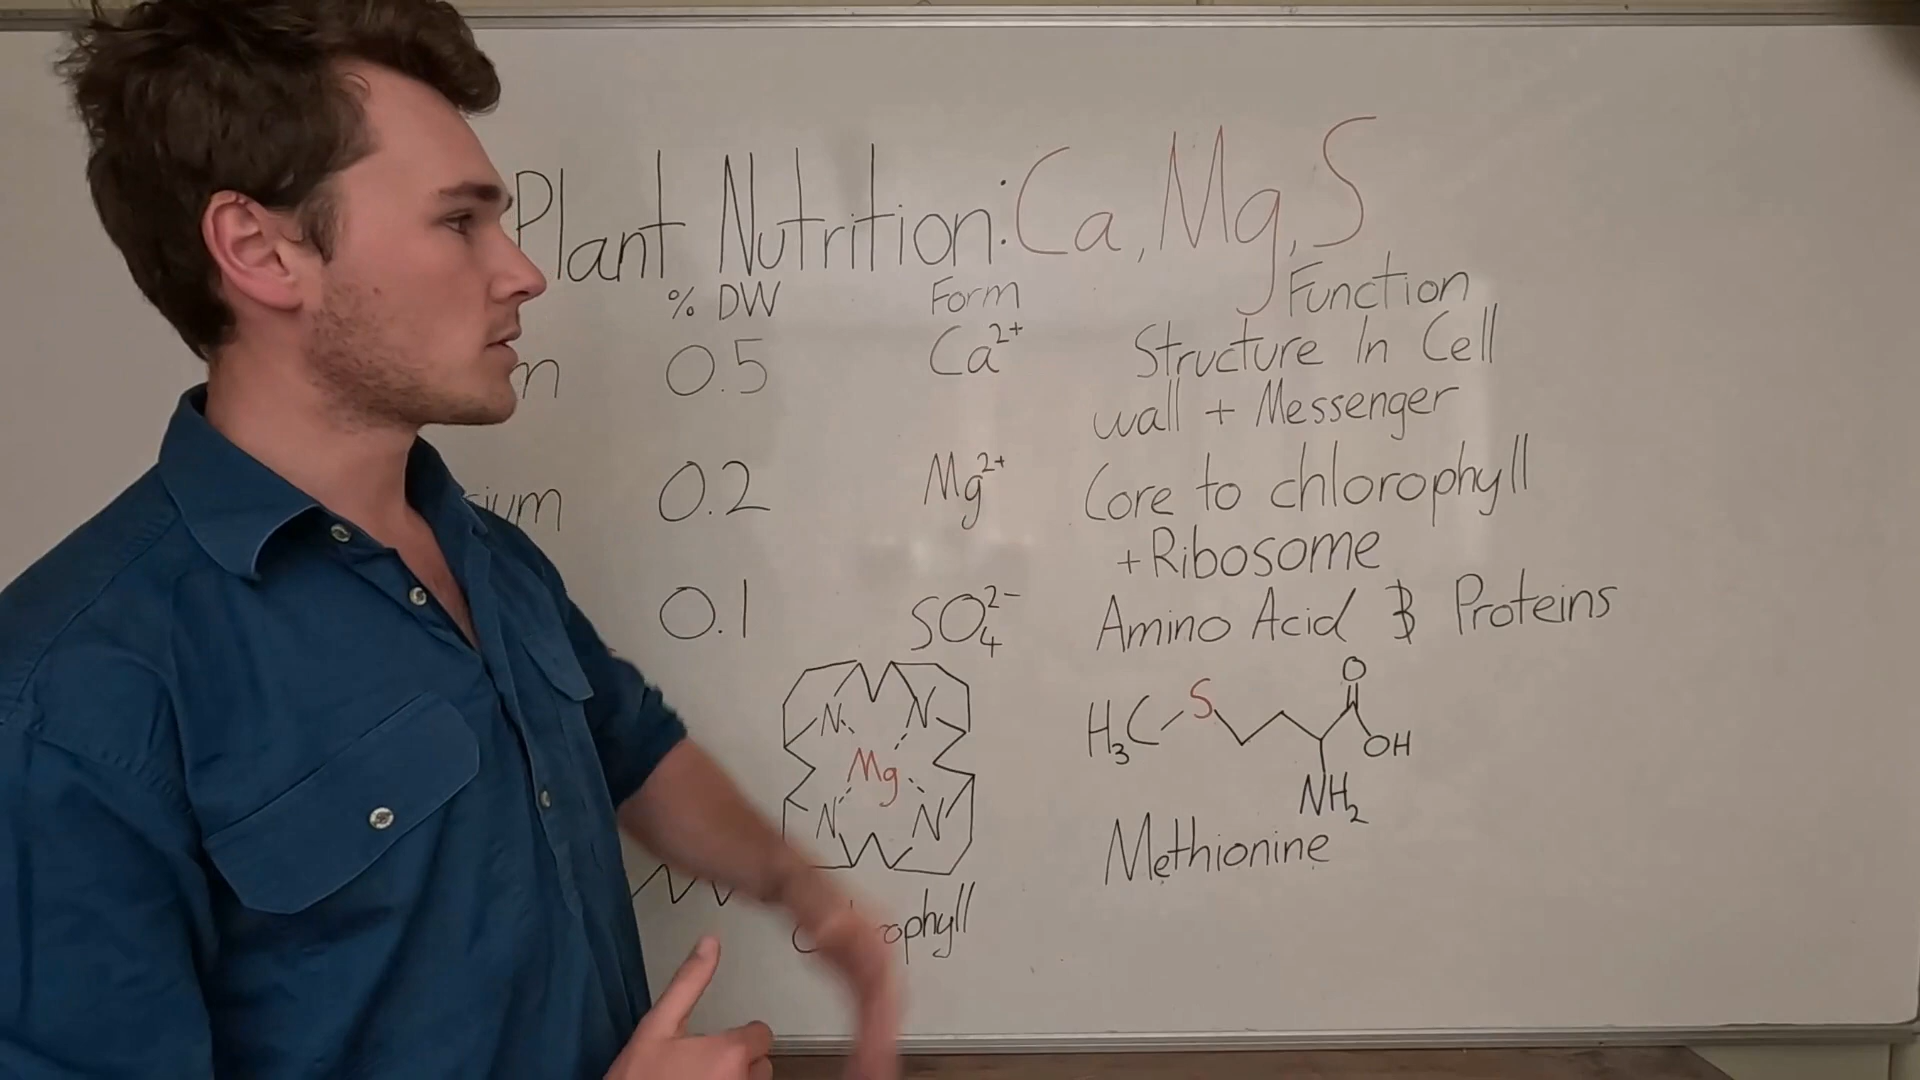 Plant Nutrition: Ca, Mg, S
% DW Form Function
0.5 Ca²⁺ Structure In Cell
wall + Messenger
0.2 Mg²⁺ Core to chlorophyll
+ Ribosome
0.1 SO₄²⁻ Amino Acid & Proteins
N N
Mg
N N
H₃C S O
OH
NH₂
Methionine